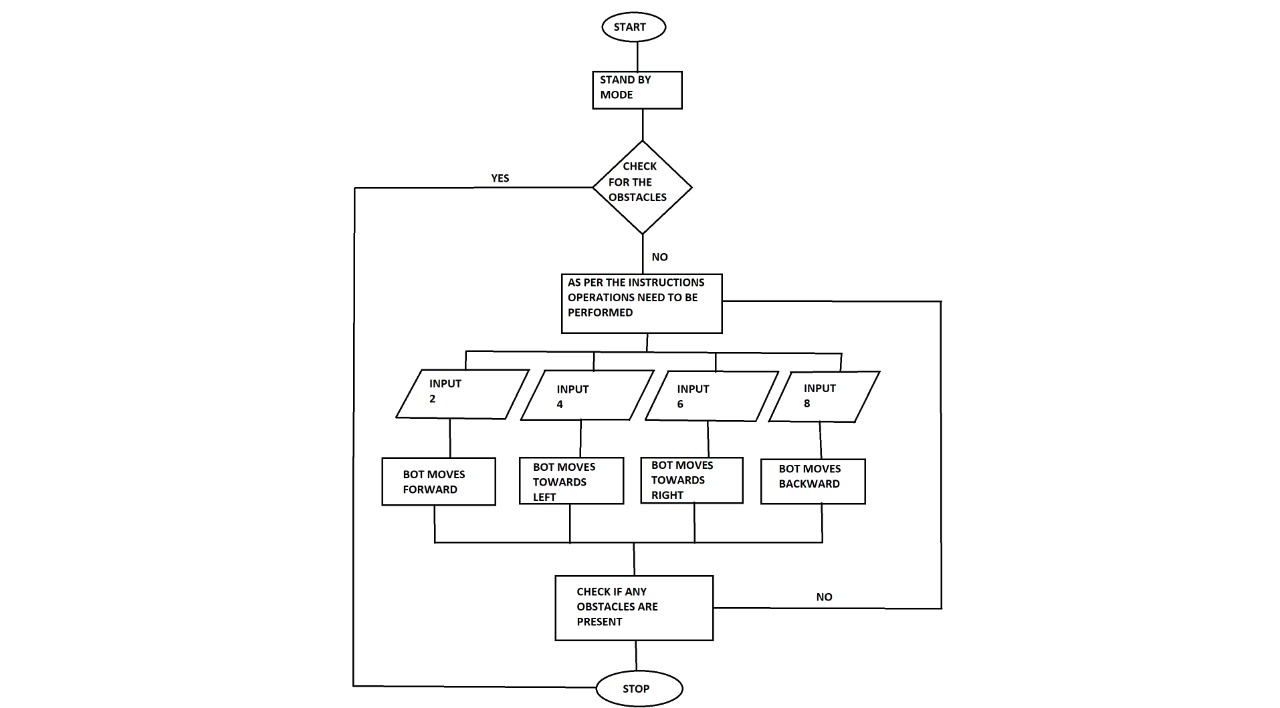 START
STAND BY
MODE
CHECK
FOR THE
OBSTACLES
YES
NO
AS PER THE INSTRUCTIONS
OPERATIONS NEED TO BE
PERFORMED
INPUT
2
INPUT
4
INPUT
6
INPUT
8
BOT MOVES
FORWARD
BOT MOVES
TOWARDS
LEFT
BOT MOVES
TOWARDS
RIGHT
BOT MOVES
BACKWARD
CHECK IF ANY
OBSTACLES ARE
PRESENT
NO
STOP